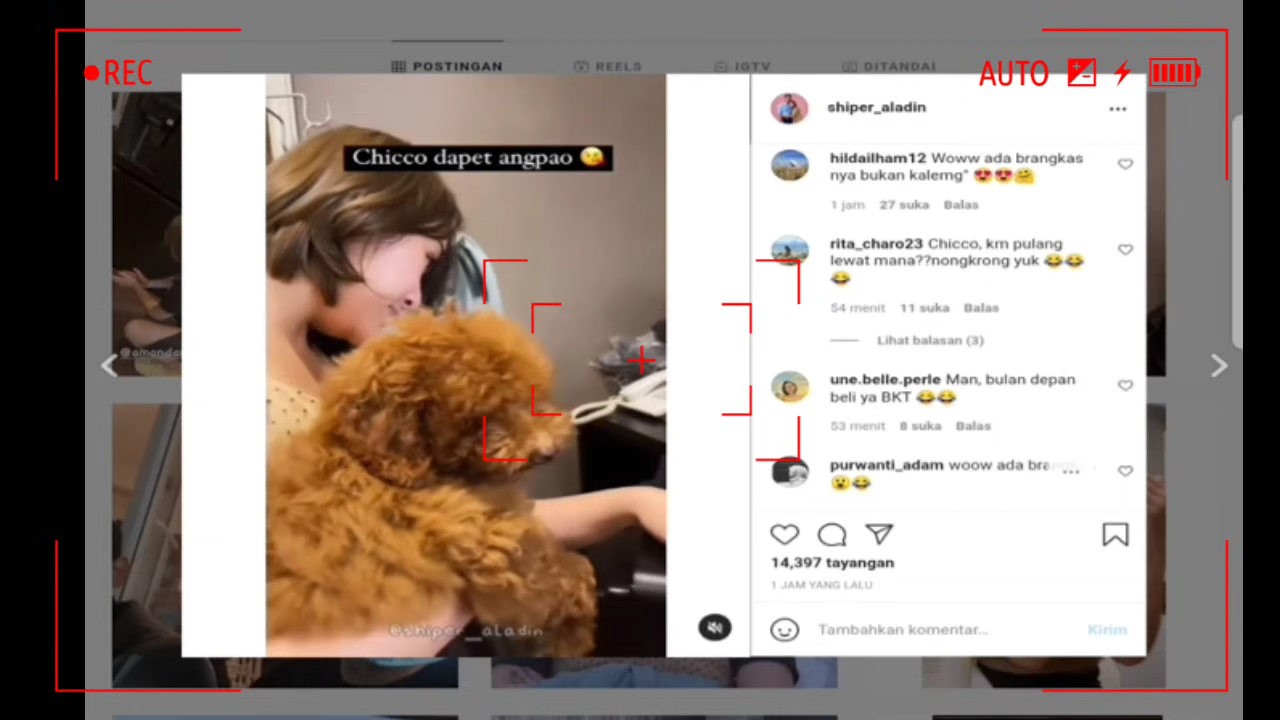 POSTINGAN
REELS
IGTV
DITANDAI
REC
AUTO
Chicco dapet angpao
shiper_aladin
hildailham12 Woww ada brangkas
nya bukan kalemg"
1 jam 27 suka Balas
rita_charo23 Chicco, km pulang
lewat mana??nongkrong yuk
54 menit 11 suka Balas
Lihat balasan (3)
une.belle.perle Man, bulan depan
beli ya BKT
53 menit 8 suka Balas
purwanti_adam woow ada
14,397 tayangan
1 JAM YANG LALU
Tambahkan komentar...
Kirim
@shiper__aladin